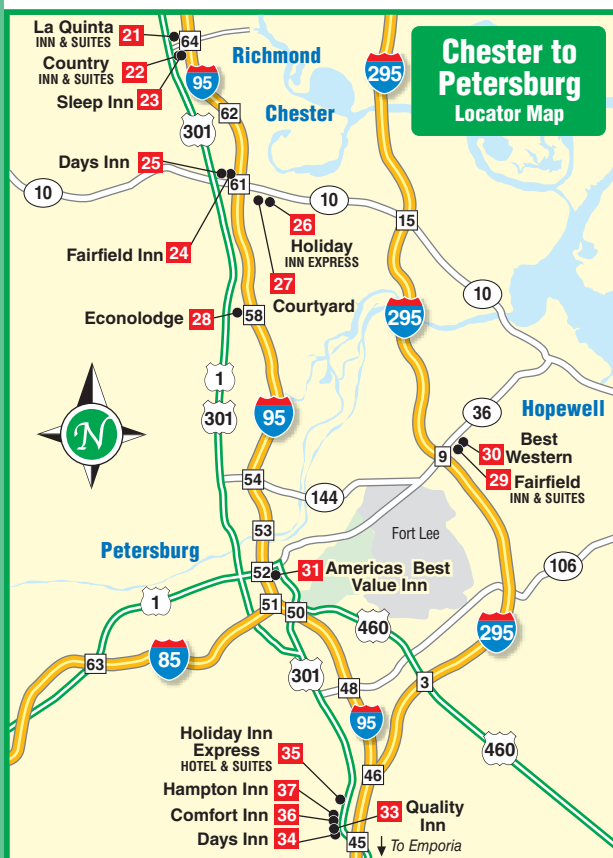 Chester to
Petersburg
Locator Map
La Quinta 21
INN & SUITES
64
Country 22
INN & SUITES
Sleep Inn 23
Richmond
95
295
301
62
Chester
Days Inn 25
61
10
10
15
Fairfield Inn 24
26
Holiday
INN EXPRESS
27
Courtyard
10
Econolodge 28
58
295
1
301
95
N
36
Hopewell
9
30 Best
Western
29 Fairfield
INN & SUITES
54
144
53
Fort Lee
Petersburg
52
31 Americas Best
Value Inn
106
1
51
50
460
295
63
85
301
48
3
95
460
Holiday Inn
Express 35
HOTEL & SUITES
46
Hampton Inn 37
Comfort Inn 36
33 Quality
Inn
Days Inn 34
45
To Emporia